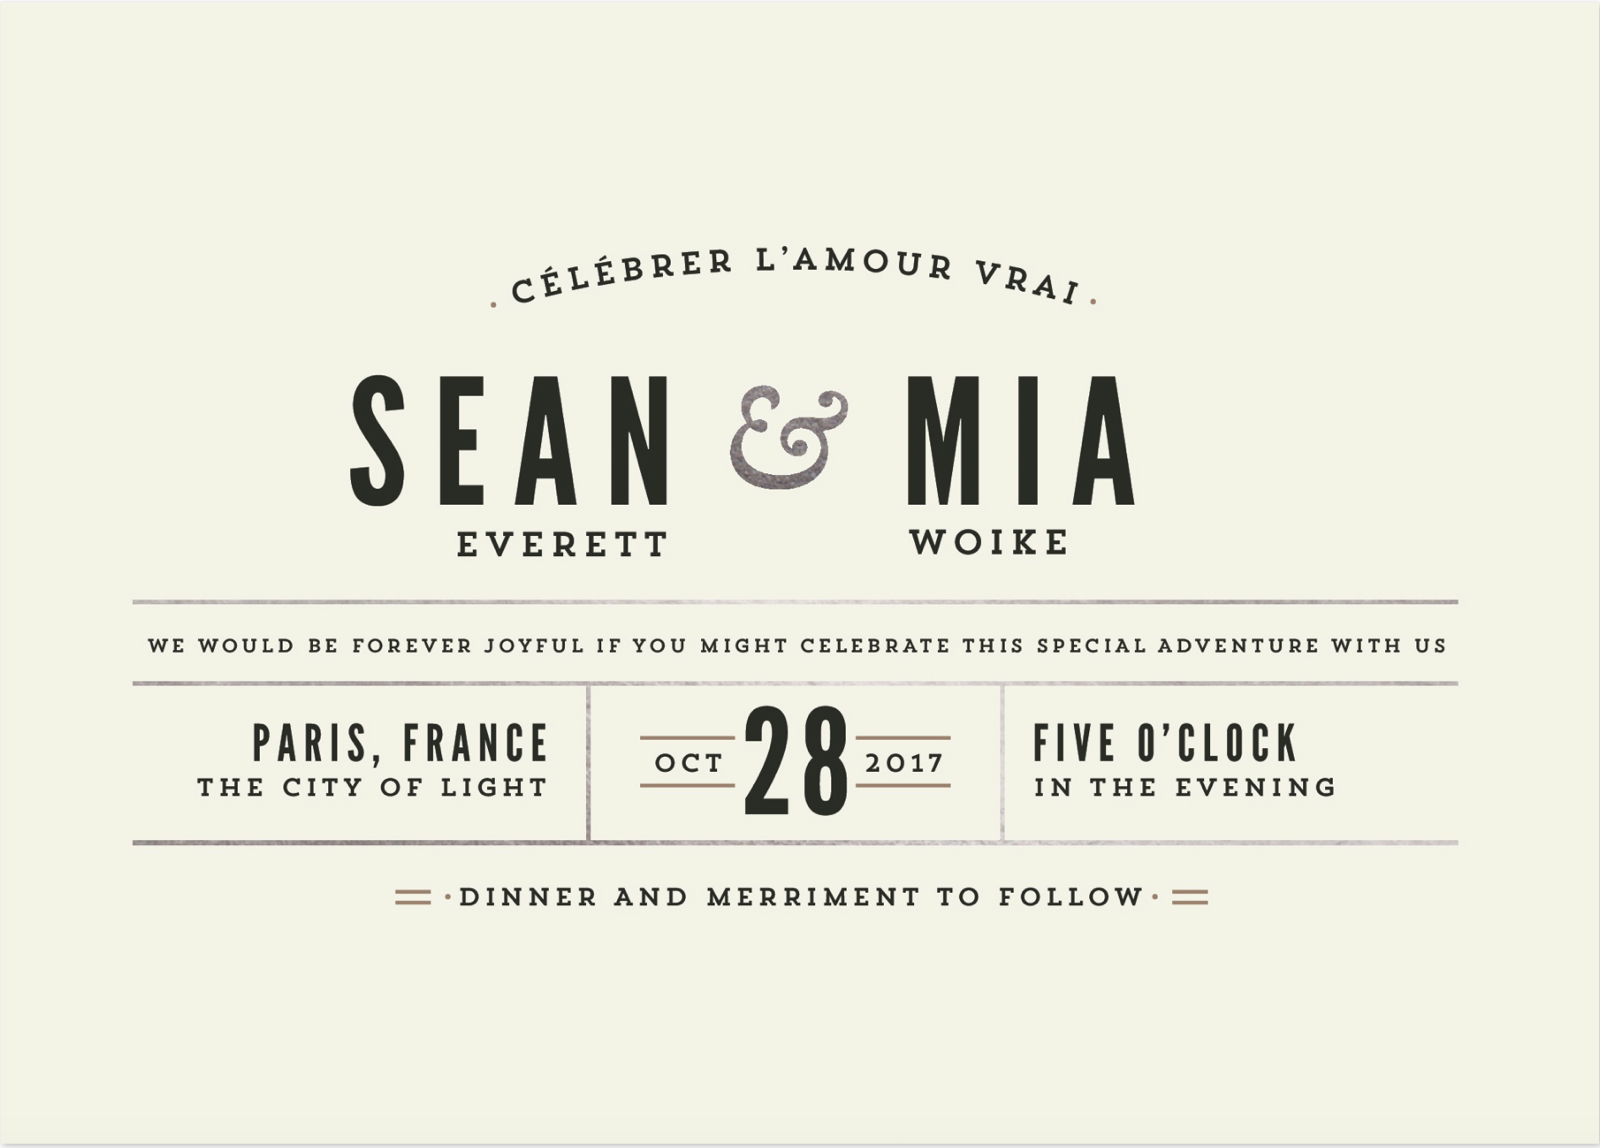 CÉLÉBRER L'AMOUR VRAI
SEAN & MIA
EVERETT WOIKE
WE WOULD BE FOREVER JOYFUL IF YOU MIGHT CELEBRATE THIS SPECIAL ADVENTURE WITH US
PARIS, FRANCE
THE CITY OF LIGHT
OCT 28 2017
FIVE O'CLOCK
IN THE EVENING
DINNER AND MERRIMENT TO FOLLOW